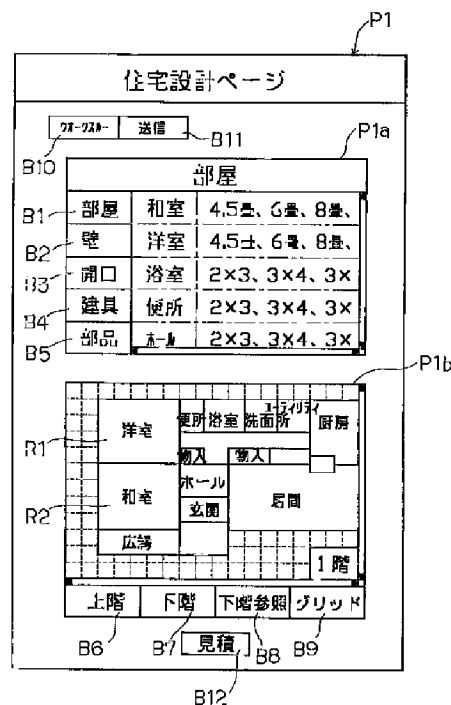 P1
住宅設計ページ
ウオークスルー 送信
B10 B11 P1a
部屋
B1 部屋 和室 4.5畳、6畳、8畳、
B2 壁 洋室 4.5畳、6畳、8畳、
B3 開口 浴室 2×3、3×4、3×
B4 建具 便所 2×3、3×4、3×
B5 部品 ホール 2×3、3×4、3×
P1b
ユーティリティ
R1 洋室 便所 浴室 洗面所 厨房
物入 物入
R2 和室 ホール 居間
玄関
広縁 1階
上階 下階 下階参照 グリッド
B6 B7 B8 B9
見積
B12